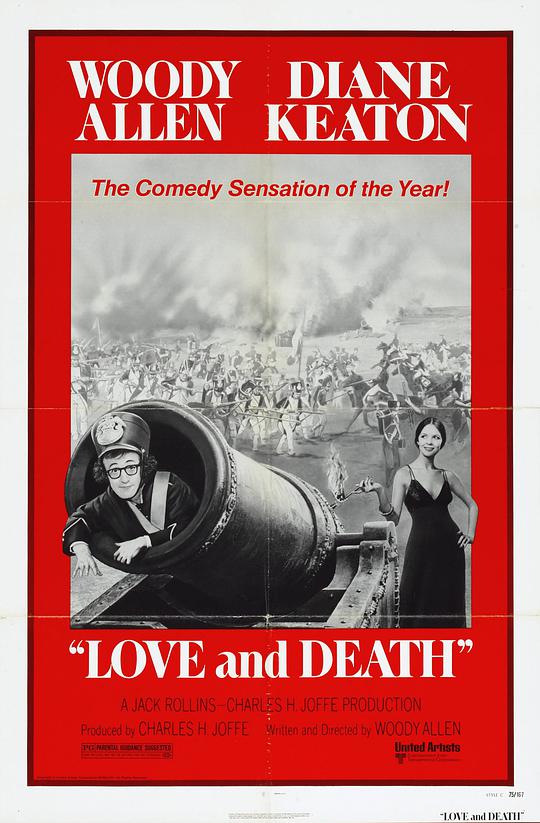 WOODY ALLEN
DIANE KEATON
The Comedy Sensation of the Year!
“LOVE and DEATH”
A JACK ROLLINS–CHARLES H. JOFFE PRODUCTION
Produced by CHARLES H. JOFFE Written and Directed by WOODY ALLEN
PG PARENTAL GUIDANCE SUGGESTED
United Artists
STYLE C 75/167
“LOVE and DEATH”